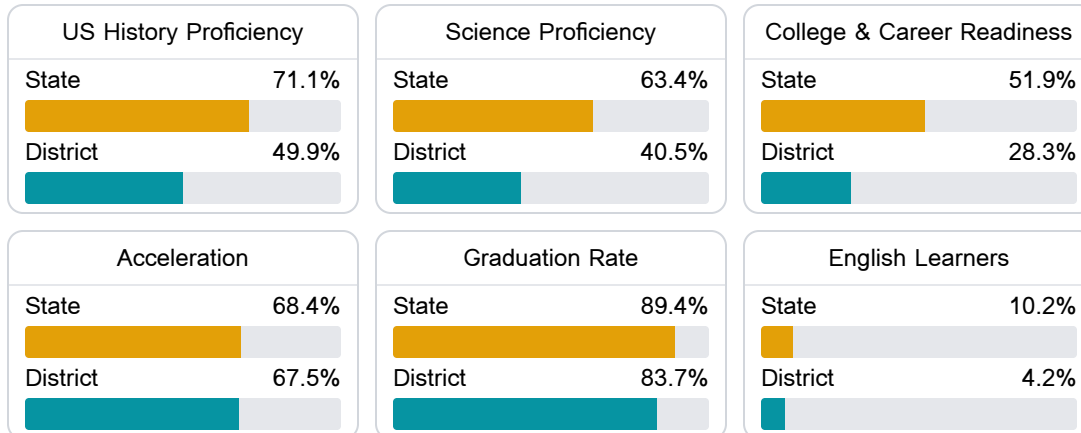 US History Proficiency
State 71.1%
District 49.9%
Science Proficiency
State 63.4%
District 40.5%
College & Career Readiness
State 51.9%
District 28.3%
Acceleration
State 68.4%
District 67.5%
Graduation Rate
State 89.4%
District 83.7%
English Learners
State 10.2%
District 4.2%